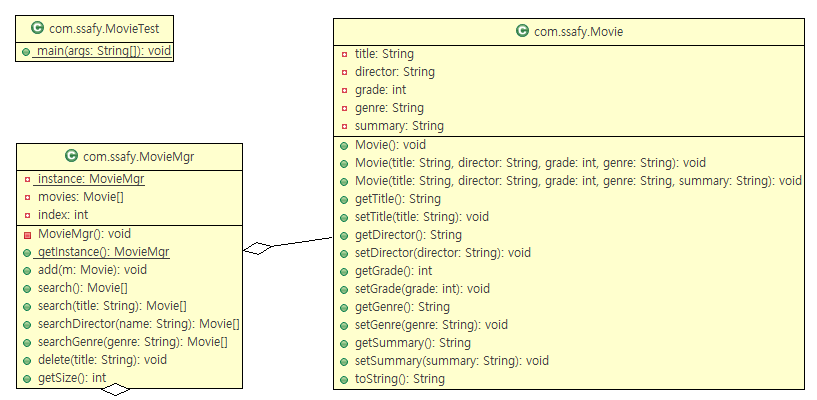 com.ssafy.MovieTest
main(args: String[]): void
com.ssafy.MovieMgr
instance: MovieMgr
movies: Movie[]
index: int
MovieMgr(): void
getInstance(): MovieMgr
add(m: Movie): void
search(): Movie[]
search(title: String): Movie[]
searchDirector(name: String): Movie[]
searchGenre(genre: String): Movie[]
delete(title: String): void
getSize(): int
com.ssafy.Movie
title: String
director: String
grade: int
genre: String
summary: String
Movie(): void
Movie(title: String, director: String, grade: int, genre: String): void
Movie(title: String, director: String, grade: int, genre: String, summary: String): void
getTitle(): String
setTitle(title: String): void
getDirector(): String
setDirector(director: String): void
getGrade(): int
setGrade(grade: int): void
getGenre(): String
setGenre(genre: String): void
getSummary(): String
setSummary(summary: String): void
toString(): String